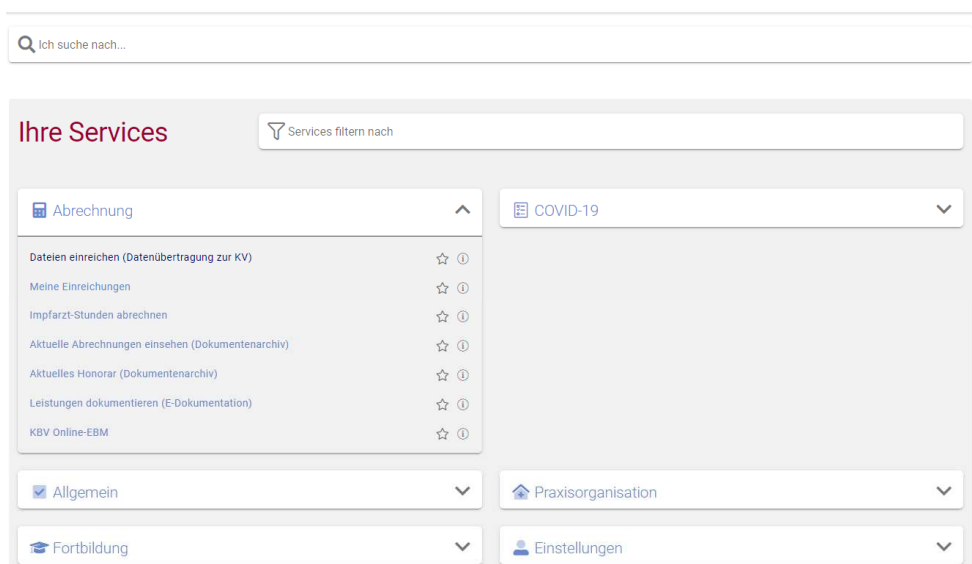 Ich suche nach...
Ihre Services
Services filtern nach
Abrechnung
Dateien einreichen (Datenübertragung zur KV)
Meine Einreichungen
Impfarzt-Stunden abrechnen
Aktuelle Abrechnungen einsehen (Dokumentenarchiv)
Aktuelles Honorar (Dokumentenarchiv)
Leistungen dokumentieren (E-Dokumentation)
KBV Online-EBM
COVID-19
Allgemein
Praxisorganisation
Fortbildung
Einstellungen